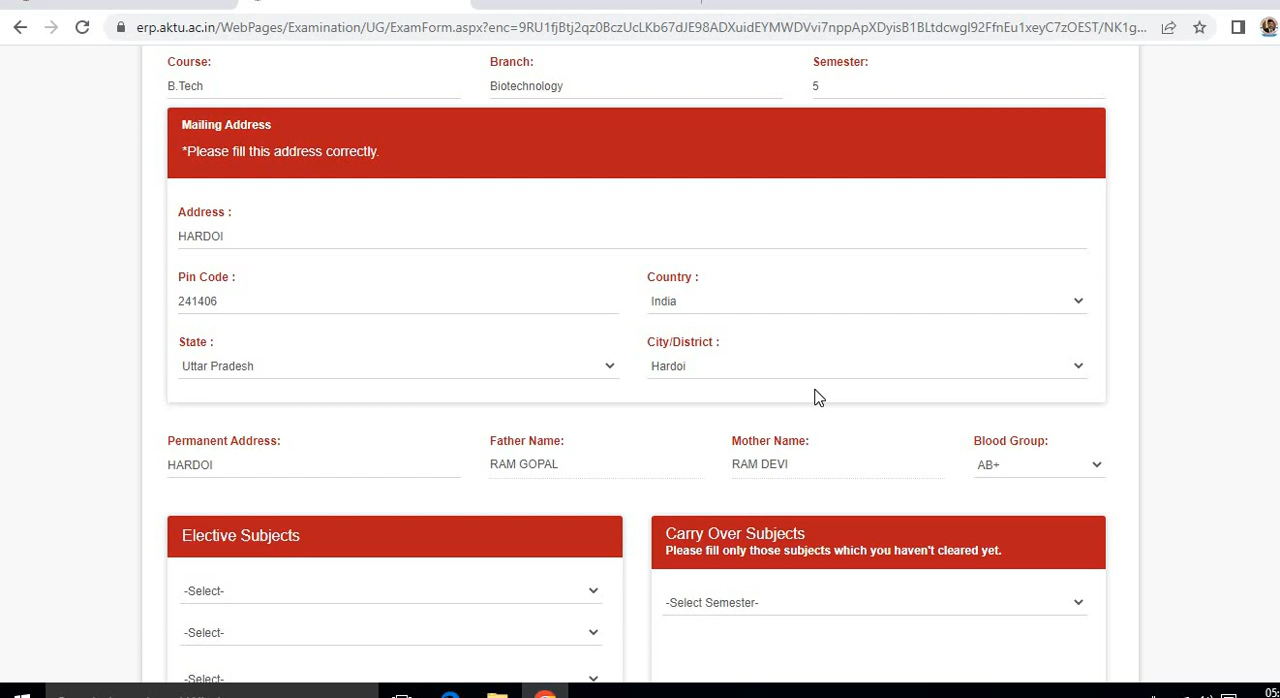 erp.aktu.ac.in/WebPages/Examination/UG/ExamForm.aspx?enc=9RU1fjBtj2qz0BczUcLKb67dJE98ADXuidEYMWDVvi7nppApXDyisB1BLtdcwgI92FfnEu1xeyC7zOEST/NK1g...
Course: Branch: Semester:
B.Tech Biotechnology 5
Mailing Address
*Please fill this address correctly.
Address :
HARDOI
Pin Code : Country :
241406 India
State : City/District :
Uttar Pradesh Hardoi
Permanent Address: Father Name: Mother Name: Blood Group:
HARDOI RAM GOPAL RAM DEVI AB+
Elective Subjects
-Select-
-Select-
-Select-
Carry Over Subjects
Please fill only those subjects which you haven't cleared yet.
-Select Semester-
05: